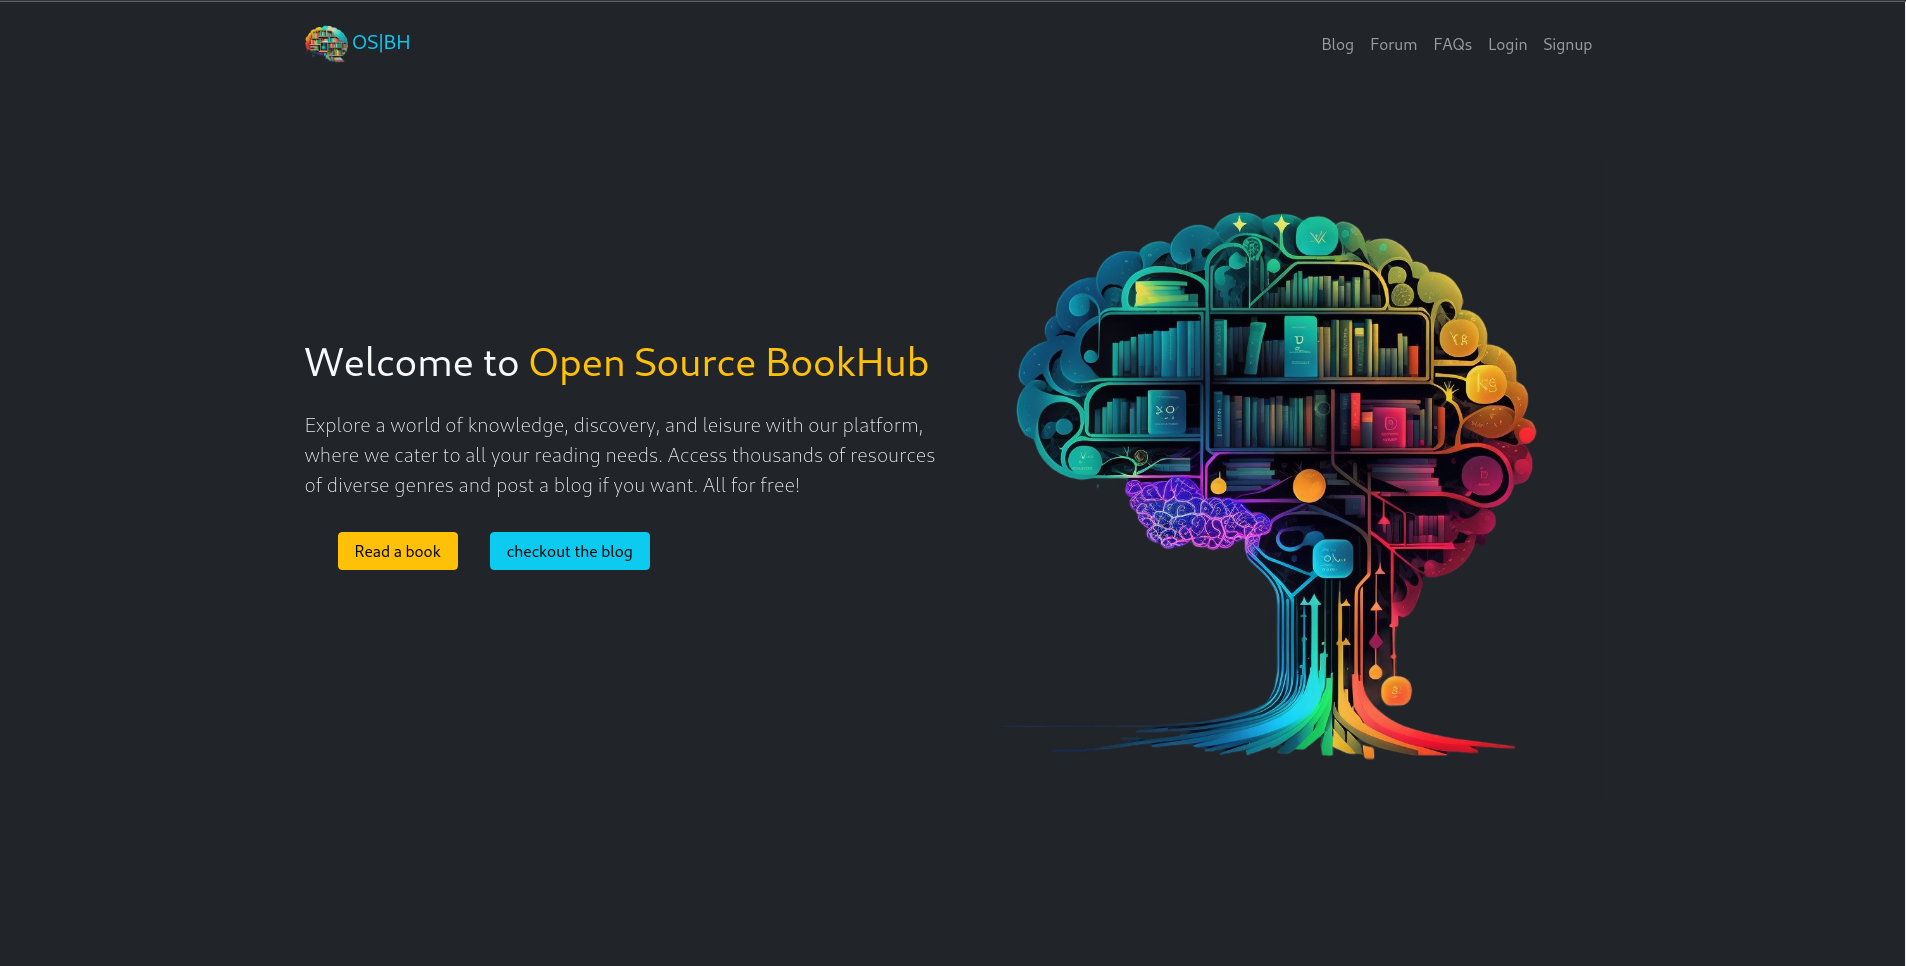 OS|BH
Blog Forum FAQs Login Signup
Welcome to Open Source BookHub
Explore a world of knowledge, discovery, and leisure with our platform,
where we cater to all your reading needs. Access thousands of resources
of diverse genres and post a blog if you want. All for free!
Read a book
checkout the blog